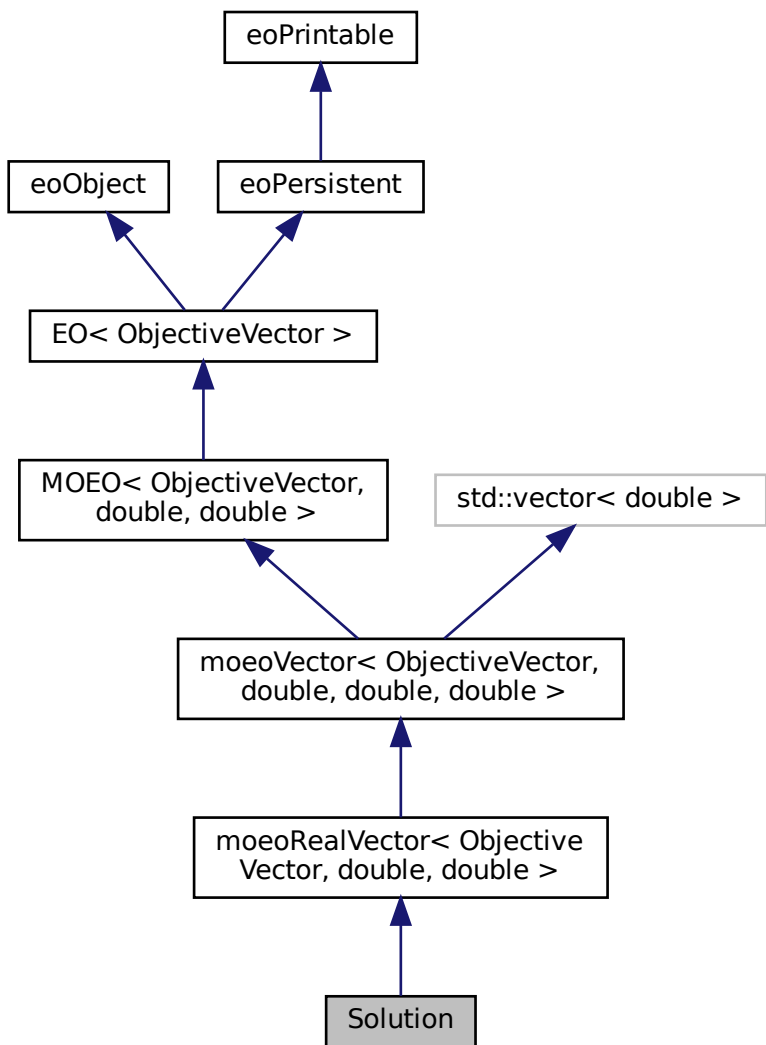 eoPrintable
eoObject
eoPersistent
EO< ObjectiveVector >
MOEO< ObjectiveVector,
double, double >
std::vector< double >
moeoVector< ObjectiveVector,
double, double, double >
moeoRealVector< Objective
Vector, double, double >
Solution